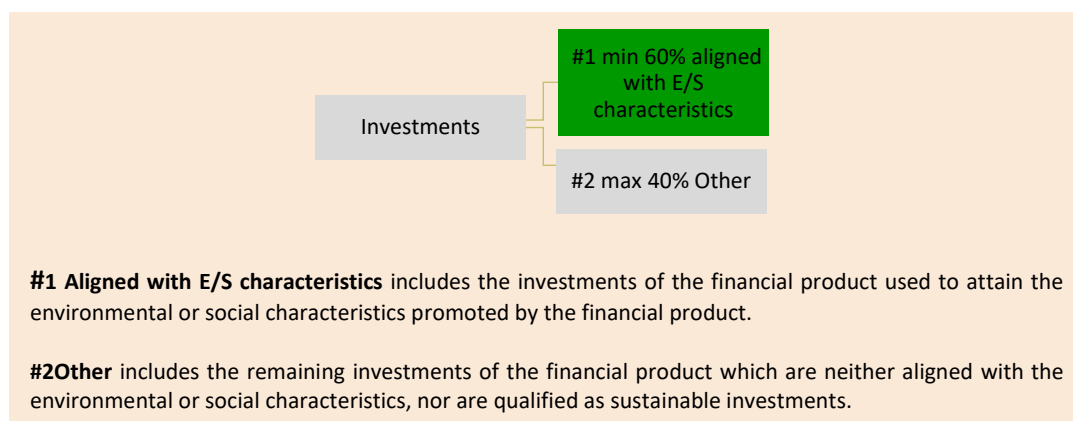 #1 min 60% aligned
with E/S
characteristics
Investments
#2 max 40% Other
#1 Aligned with E/S characteristics includes the investments of the financial product used to attain the
environmental or social characteristics promoted by the financial product.
#2Other includes the remaining investments of the financial product which are neither aligned with the
environmental or social characteristics, nor are qualified as sustainable investments.